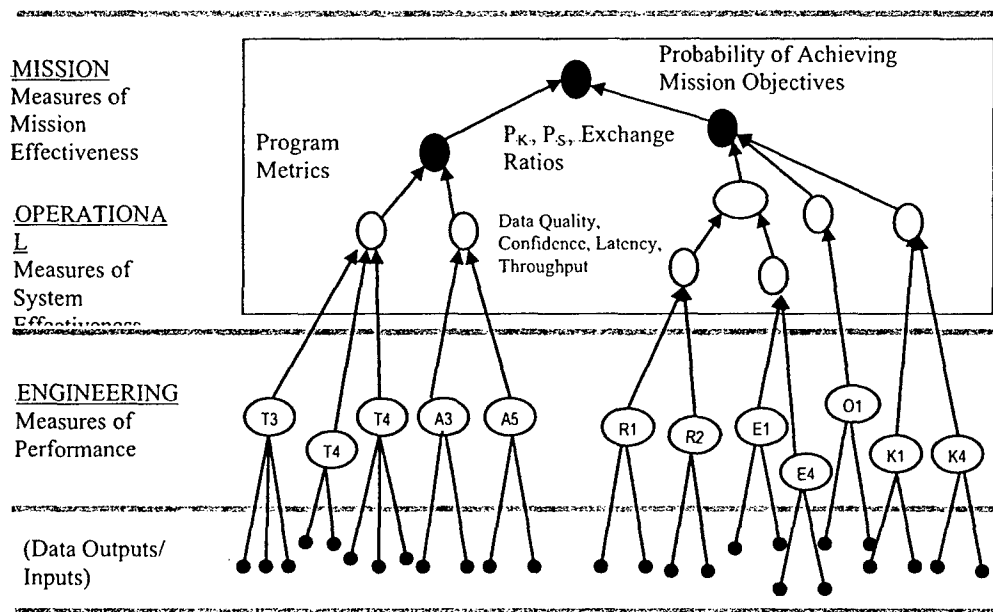 MISSION
Measures of
Mission
Effectiveness
Probability of Achieving
Mission Objectives
Program
Metrics
P.K., P.S., Exchange
Ratios
OPERATIONA
L
Measures of
System
Effectiveness
Data Quality,
Confidence, Latency,
Throughput
ENGINEERING
Measures of
Performance
T3
T4
T4
A3
A5
R1
R2
E1
E4
O1
K1
K4
(Data Outputs/
Inputs)